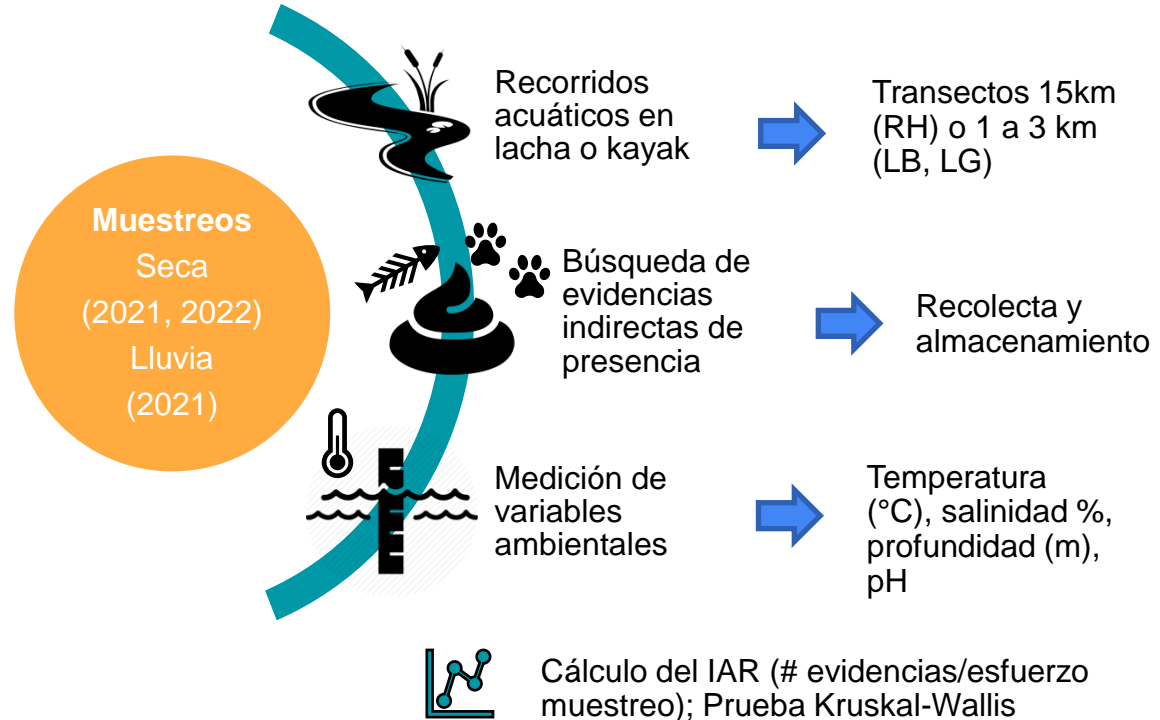 Muestreos
Seca
(2021, 2022)
Lluvia
(2021)
Recorridos
acuáticos en
lacha o kayak
Transectos 15km
(RH) o 1 a 3 km
(LB, LG)
Búsqueda de
evidencias
indirectas de
presencia
Recolecta y
almacenamiento
Medición de
variables
ambientales
Temperatura
(°C), salinidad %,
profundidad (m),
pH
Cálculo del IAR (# evidencias/esfuerzo
muestreo); Prueba Kruskal-Wallis